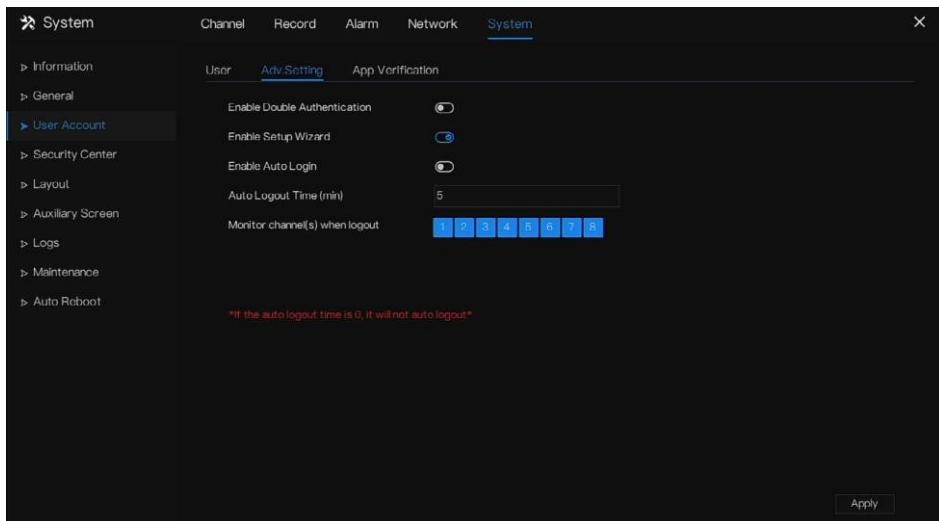 System
Channel Record Alarm Network System
Information
General
User Account
Security Center
Layout
Auxiliary Screen
Logs
Maintenance
Auto Reboot
User Adv.Setting App Verification
Enable Double Authentication
Enable Setup Wizard
Enable Auto Login
Auto Logout Time (min) 5
Monitor channel(s) when logout 1 2 3 4 5 6 7 8
*If the auto logout time is 0, it will not auto logout*
Apply